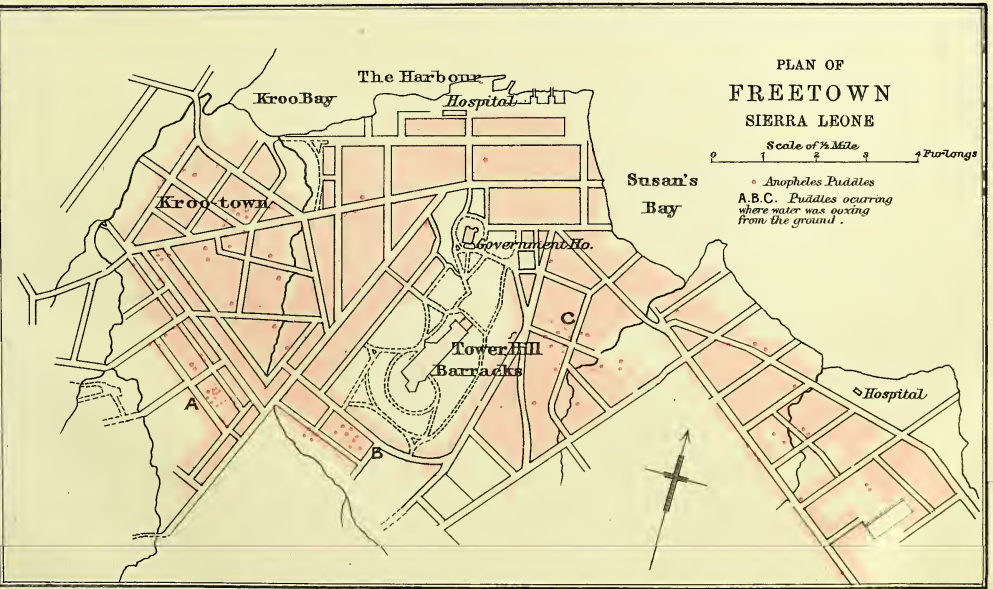 PLAN OF
FREETOWN
SIERRA LEONE
Scale of ½ Mile
0 1 2 3 4 Furlongs
Anopheles Puddles
A.B.C. Puddles ocurring
where water was oozing
from the ground .
The Harbour
Kroo Bay
Hospital
Susan's
Bay
Kroo-town
Government Ho.
C
Tower Hill
Barracks
Hospital
A
B